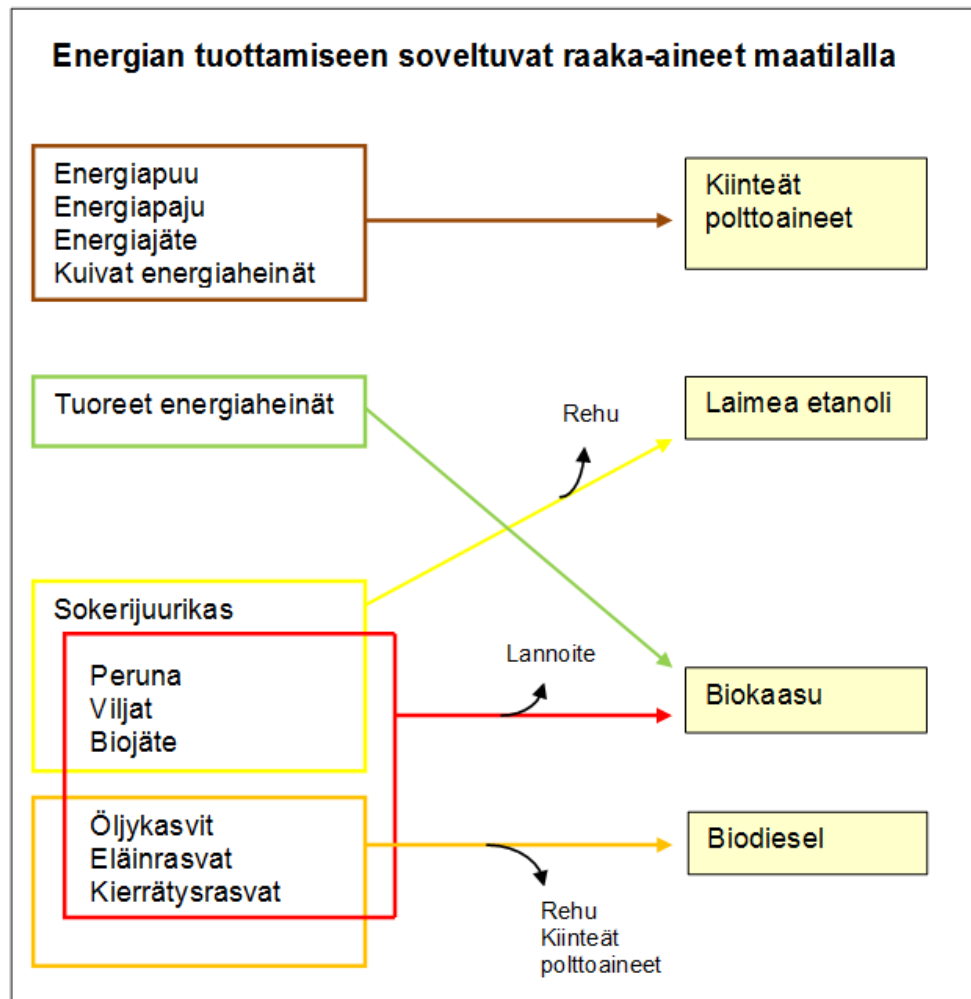 Energian tuottamiseen soveltuvat raaka-aineet maatilalla
Energiapuu
Energiapaju
Energiajäte
Kuivat energiaheinät
Kiinteät
polttoaineet
Tuoreet energiaheinät
Rehu
Laimea etanoli
Sokerijuurikas
Peruna
Viljat
Biojäte
Lannoite
Biokaasu
Öljykasvit
Eläinrasvat
Kierrätysrasvat
Rehu
Kiinteät
polttoaineet
Biodiesel